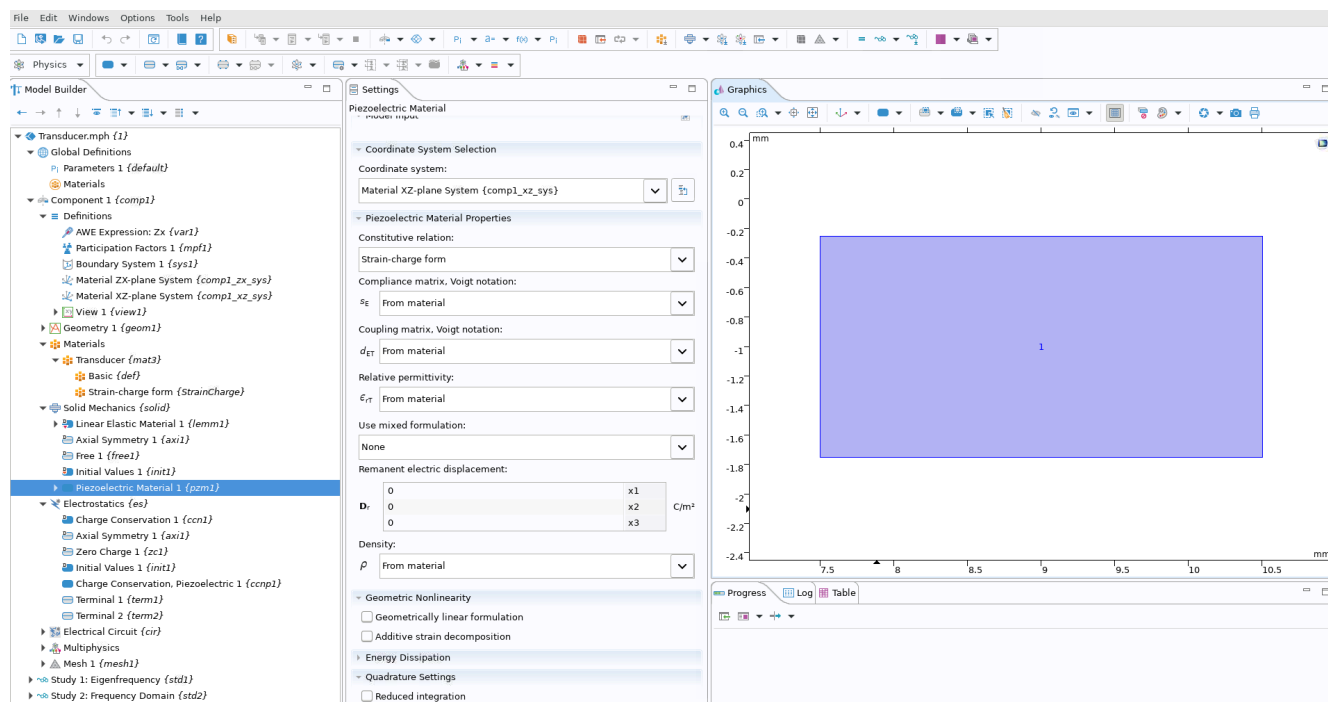 File Edit Windows Options Tools Help
Physics
Model Builder
Transducer.mph {1}
Global Definitions
Pi Parameters 1 {default}
Materials
Component 1 {comp1}
Definitions
AWE Expression: Zx {var1}
Participation Factors 1 {mpf1}
Boundary System 1 {sys1}
Material ZX-plane System {comp1_zx_sys}
Material XZ-plane System {comp1_xz_sys}
View 1 {view1}
Geometry 1 {geom1}
Materials
Transducer {mat3}
Basic {def}
Strain-charge form {StrainCharge}
Solid Mechanics {solid}
Linear Elastic Material 1 {lemm1}
Axial Symmetry 1 {axi1}
Free 1 {free1}
Initial Values 1 {init1}
Piezoelectric Material 1 {pzm1}
Electrostatics {es}
Charge Conservation 1 {ccn1}
Axial Symmetry 1 {axi1}
Zero Charge 1 {zc1}
Initial Values 1 {init1}
Charge Conservation, Piezoelectric 1 {ccnp1}
Terminal 1 {term1}
Terminal 2 {term2}
Electrical Circuit {cir}
Multiphysics
Mesh 1 {mesh1}
Study 1: Eigenfrequency {std1}
Study 2: Frequency Domain {std2}
Settings
Piezoelectric Material
Model Input
Coordinate System Selection
Coordinate system:
Material XZ-plane System {comp1_xz_sys}
Piezoelectric Material Properties
Constitutive relation:
Strain-charge form
Compliance matrix, Voigt notation:
sE From material
Coupling matrix, Voigt notation:
dET From material
Relative permittivity:
ϵrT From material
Use mixed formulation:
None
Remanent electric displacement:
0 x1
Dr 0 x2 C/m²
0 x3
Density:
ρ From material
Geometric Nonlinearity
Geometrically linear formulation
Additive strain decomposition
Energy Dissipation
Quadrature Settings
Reduced integration
Graphics
mm
0.4
0.2
0
-0.2
-0.4
-0.6
-0.8
-1
-1.2
-1.4
-1.6
-1.8
-2
-2.2
-2.4
1
mm
7.5 8 8.5 9 9.5 10 10.5
Progress Log Table